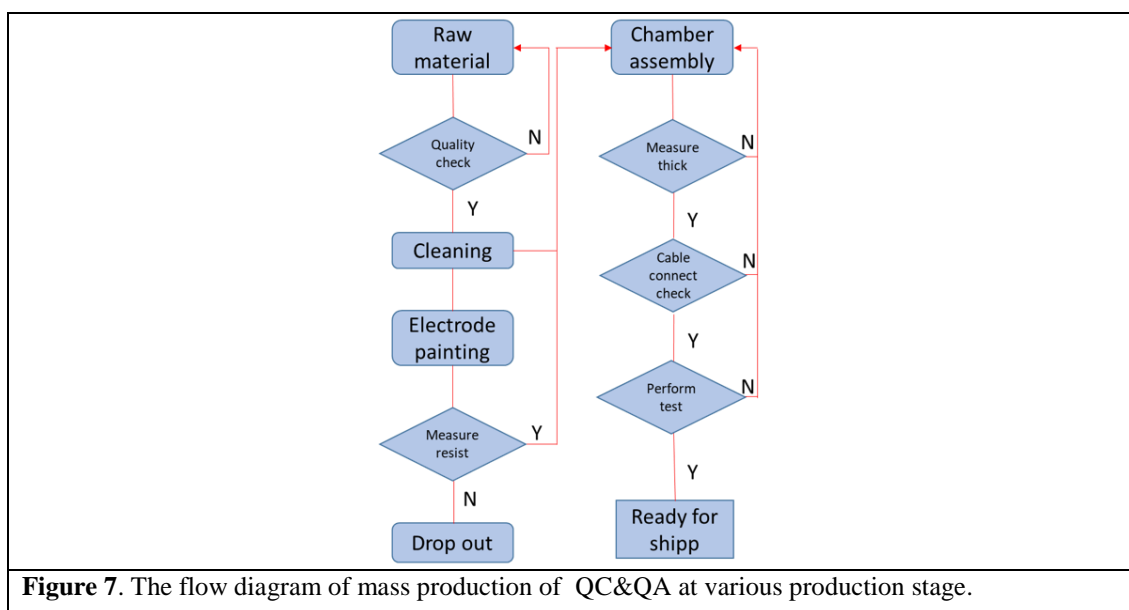 Raw
material
N
Quality
check
Y
Cleaning
Electrode
painting
Measure
resist
Y
N
Drop out
Chamber
assembly
Measure
thick
N
Y
Cable
connect
check
N
Y
Perform
test
N
Y
Ready for
shipp
Figure 7. The flow diagram of mass production of QC&QA at various production stage.